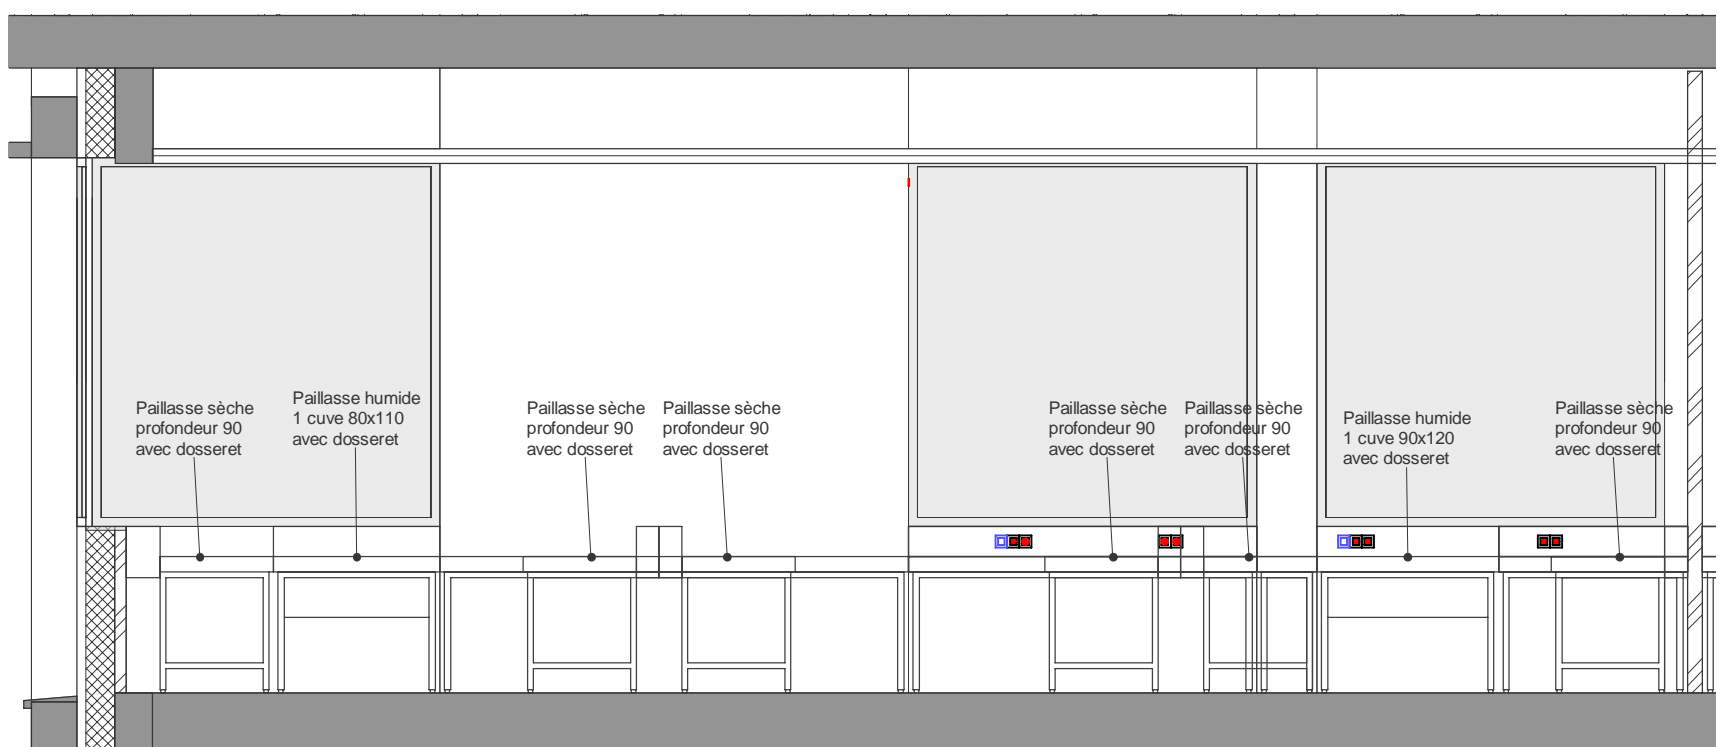 Paillasse sèche
profondeur 90
avec dosseret
Paillasse humide
1 cuve 80x110
avec dosseret
Paillasse sèche
profondeur 90
avec dosseret
Paillasse sèche
profondeur 90
avec dosseret
Paillasse sèche
profondeur 90
avec dosseret
Paillasse sèche
profondeur 90
avec dosseret
Paillasse humide
1 cuve 90x120
avec dosseret
Paillasse sèche
profondeur 90
avec dosseret